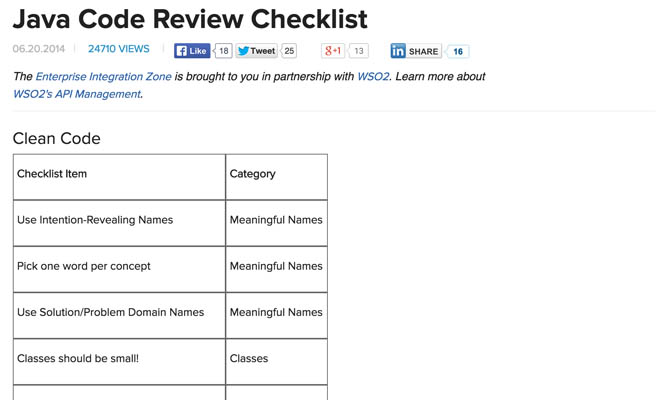 Java Code Review Checklist
06.20.2014 24710 VIEWS Like 18 Tweet 25 g+1 13 in SHARE 16
The Enterprise Integration Zone is brought to you in partnership with WSO2. Learn more about
WSO2's API Management.
Clean Code
Checklist Item Category
Use Intention-Revealing Names Meaningful Names
Pick one word per concept Meaningful Names
Use Solution/Problem Domain Names Meaningful Names
Classes should be small! Classes